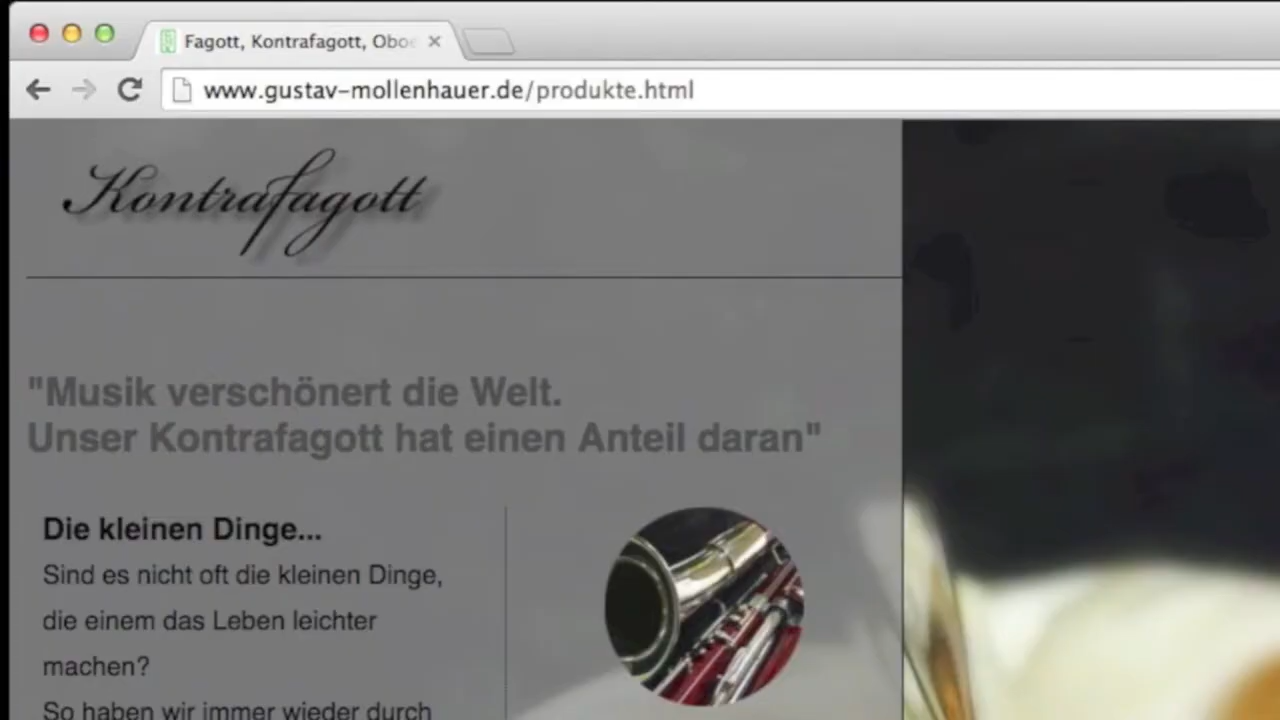 Fagott, Kontrafagott, Oboe
www.gustav-mollenhauer.de/produkte.html
Kontrafagott
"Musik verschönert die Welt.
Unser Kontrafagott hat einen Anteil daran"
Die kleinen Dinge...
Sind es nicht oft die kleinen Dinge,
die einem das Leben leichter
machen?
So haben wir immer wieder durch